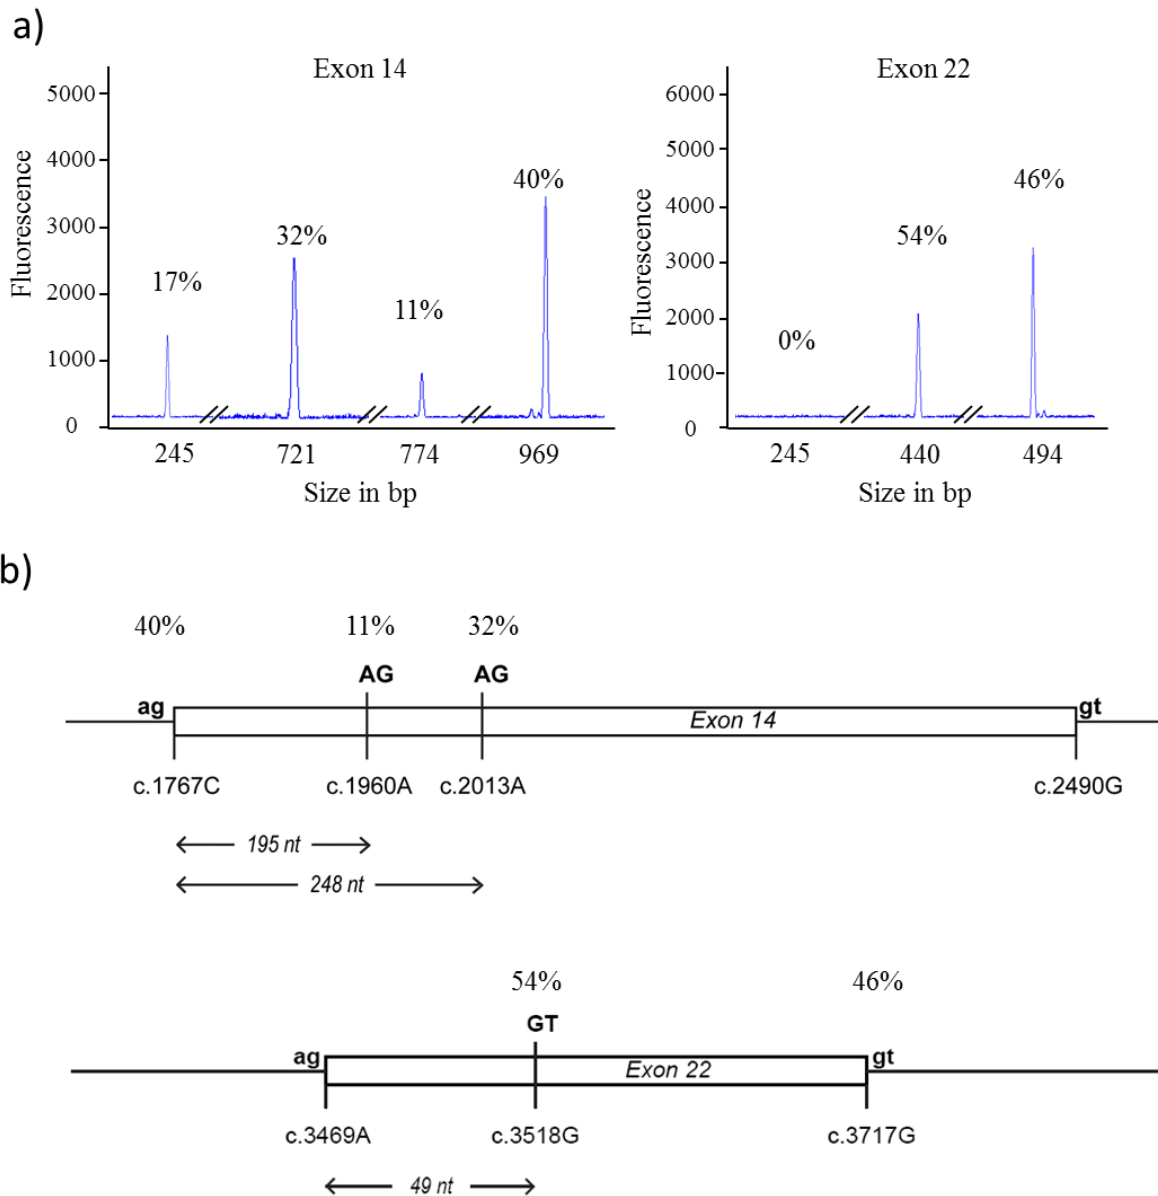 a)
Exon 14
Fluorescence
5000
4000
3000
2000
1000
0
17%
32%
11%
40%
245 721 774 969
Size in bp
Exon 22
Fluorescence
6000
5000
4000
3000
2000
1000
0
0%
54%
46%
245 440 494
Size in bp
b)
40% 11% 32%
AG AG
ag Exon 14 gt
c.1767C c.1960A c.2013A c.2490G
195 nt
248 nt
54% 46%
GT
ag Exon 22 gt
c.3469A c.3518G c.3717G
49 nt